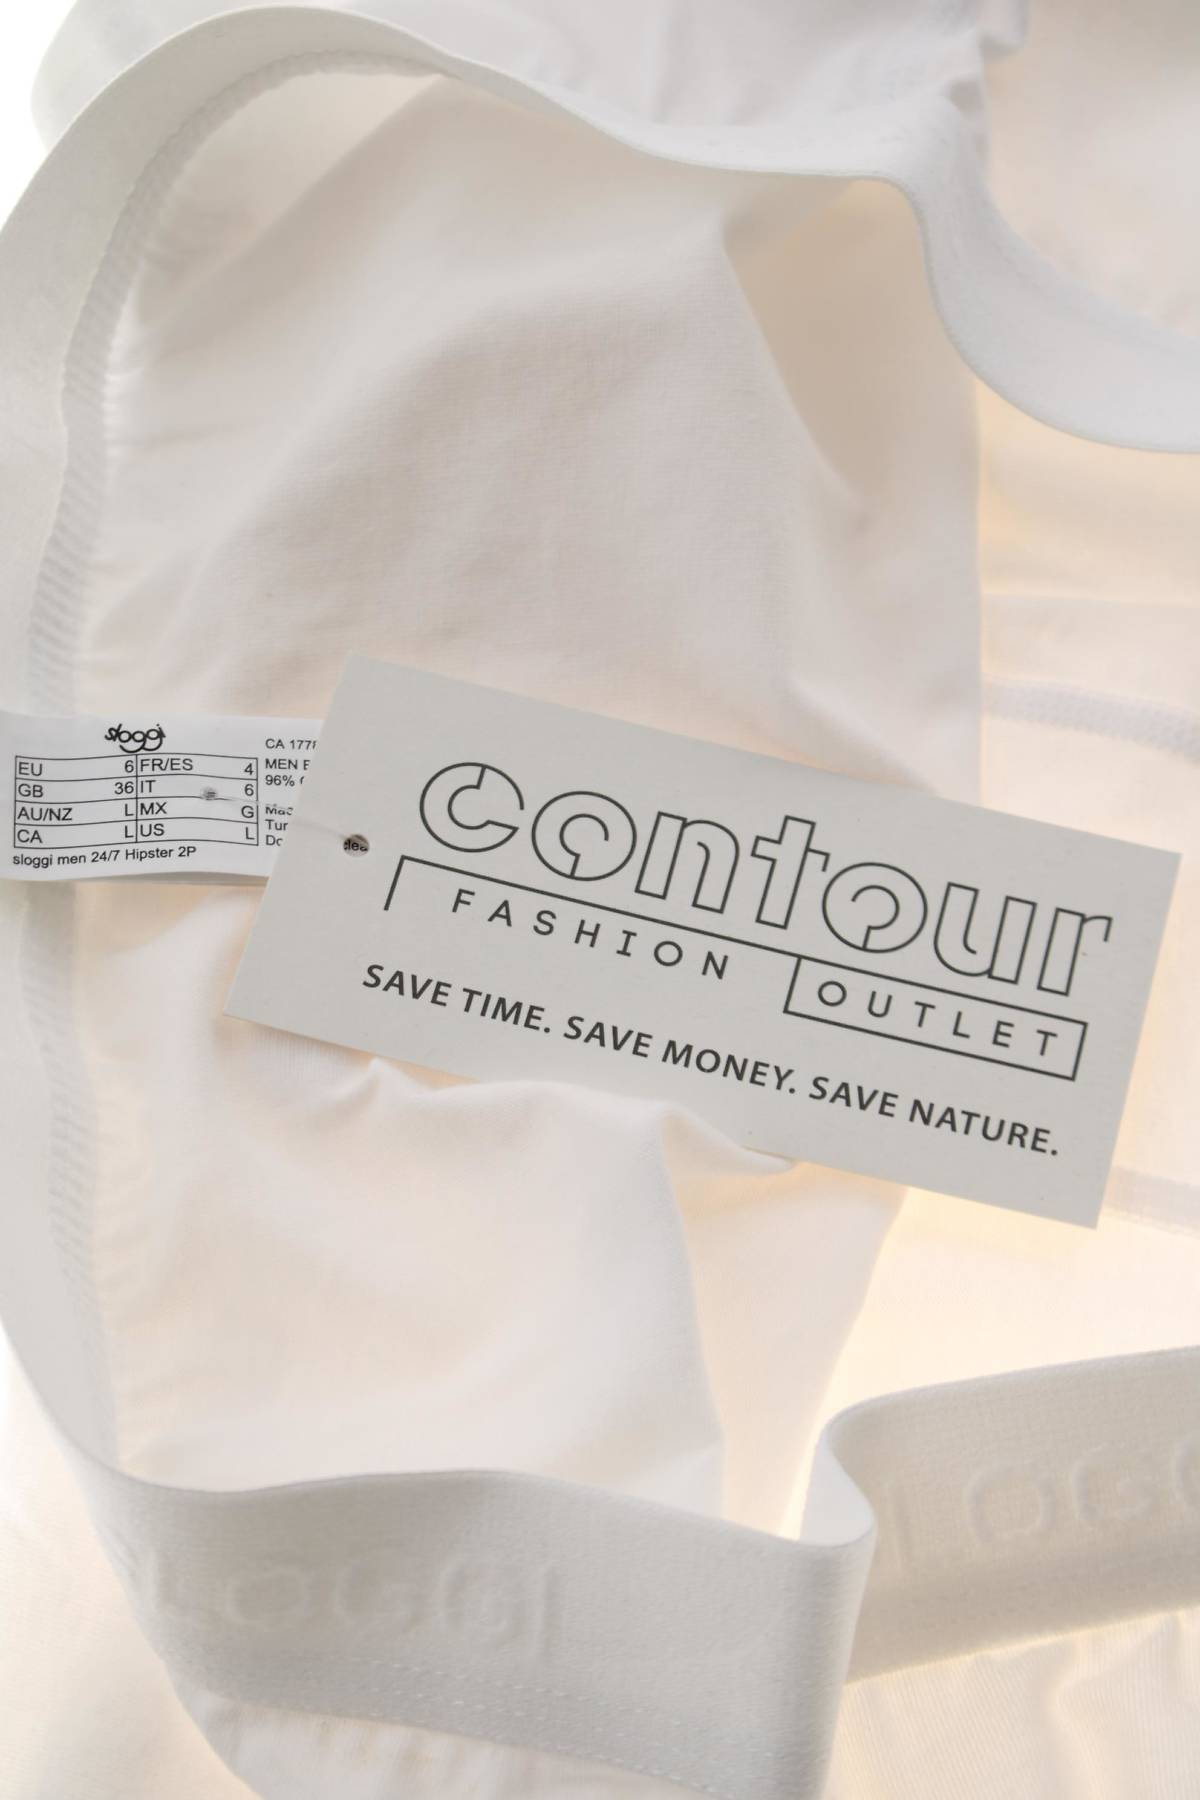 sloggi
EU 6 FR/ES 4
GB 36 IT 6
AU/NZ L MX G
CA L US L
sloggi men 24/7 Hipster 2P
CA
MEN
96%
contour
FASHION OUTLET
SAVE TIME. SAVE MONEY. SAVE NATURE.